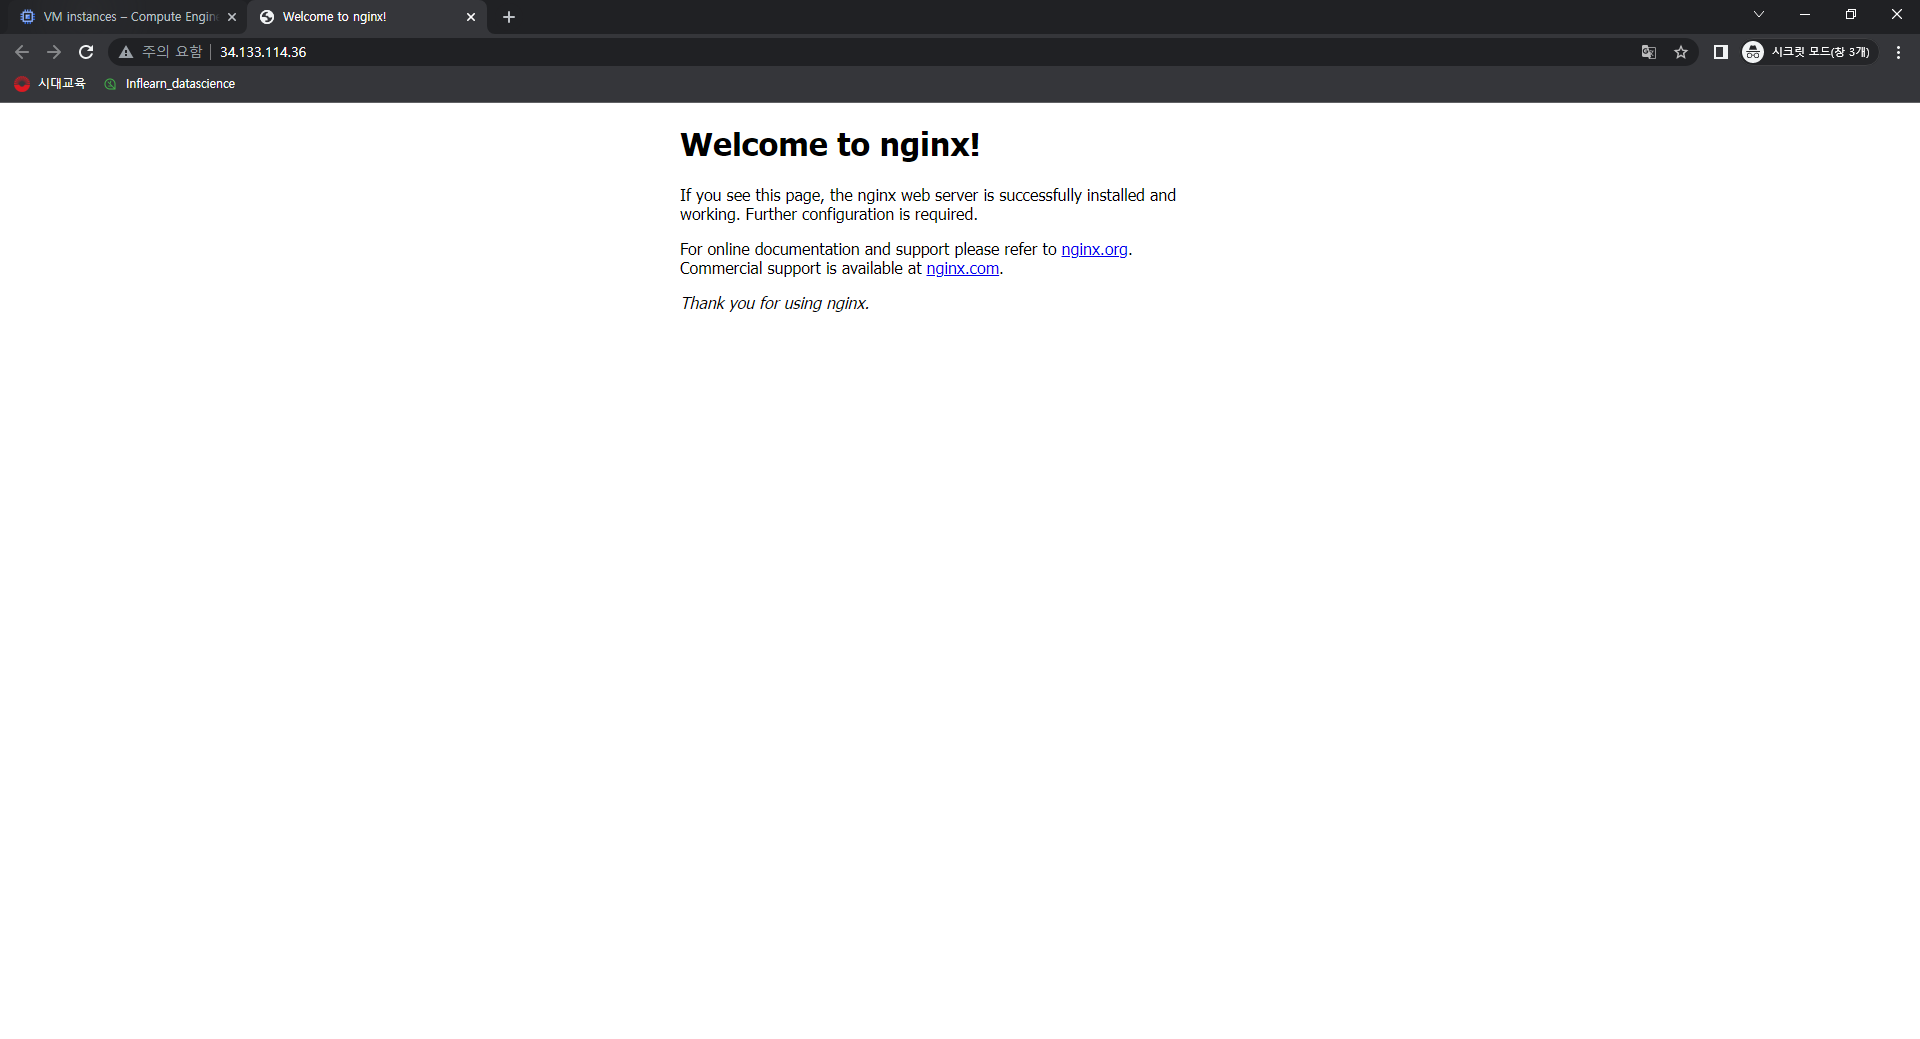 VM instances – Compute Engin
Welcome to nginx!
주의 요함 34.133.114.36
시크릿 모드(창 3개)
시대교육
Inflearn_datascience
Welcome to nginx!
If you see this page, the nginx web server is successfully installed and
working. Further configuration is required.
For online documentation and support please refer to nginx.org.
Commercial support is available at nginx.com.
Thank you for using nginx.